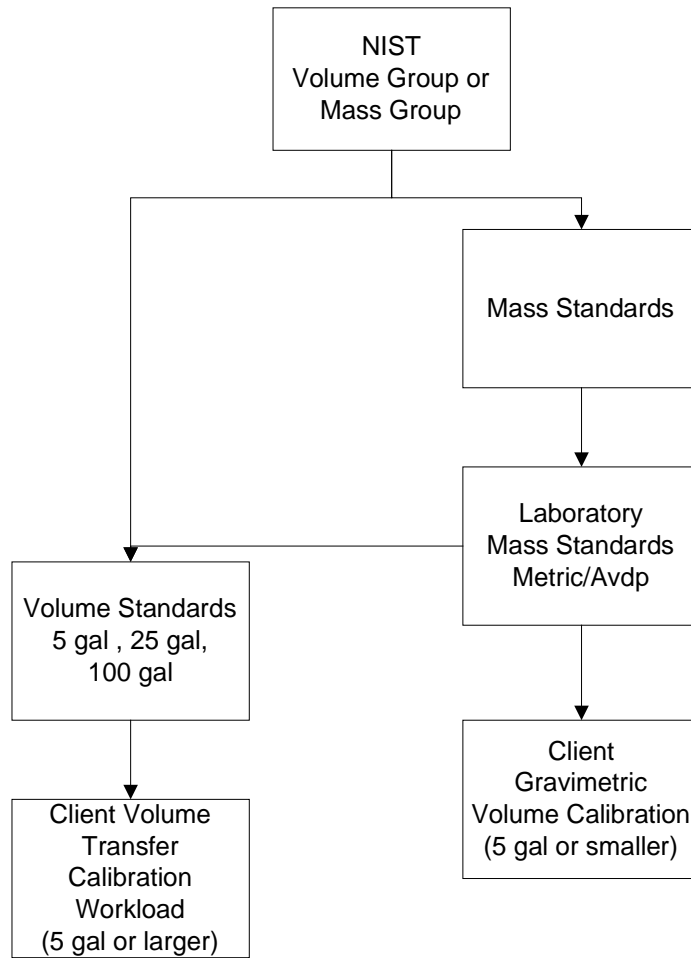 NIST
Volume Group or
Mass Group
Mass Standards
Laboratory
Mass Standards
Metric/Avdp
Volume Standards
5 gal , 25 gal,
100 gal
Client
Gravimetric
Volume Calibration
(5 gal or smaller)
Client Volume
Transfer
Calibration
Workload
(5 gal or larger)